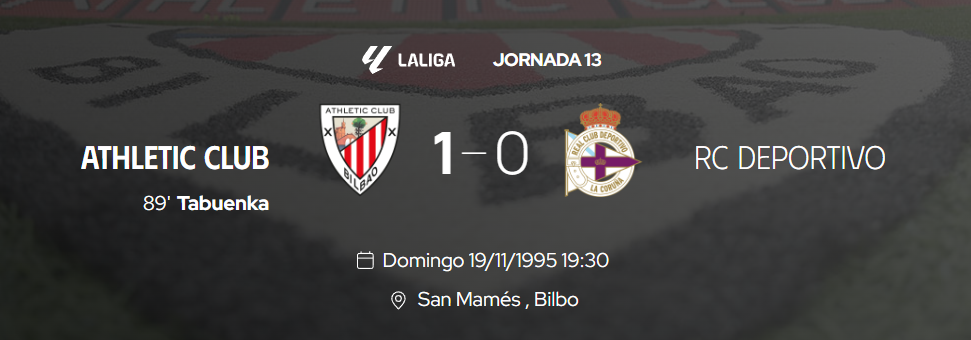 LALIGA JORNADA 13
ATHLETIC CLUB
BILBAO
ATHLETIC CLUB 1 – 0 RC DEPORTIVO
REAL CLUB DEPORTIVO
LA CORUÑA
89' Tabuenka
Domingo 19/11/1995 19:30
San Mamés , Bilbo